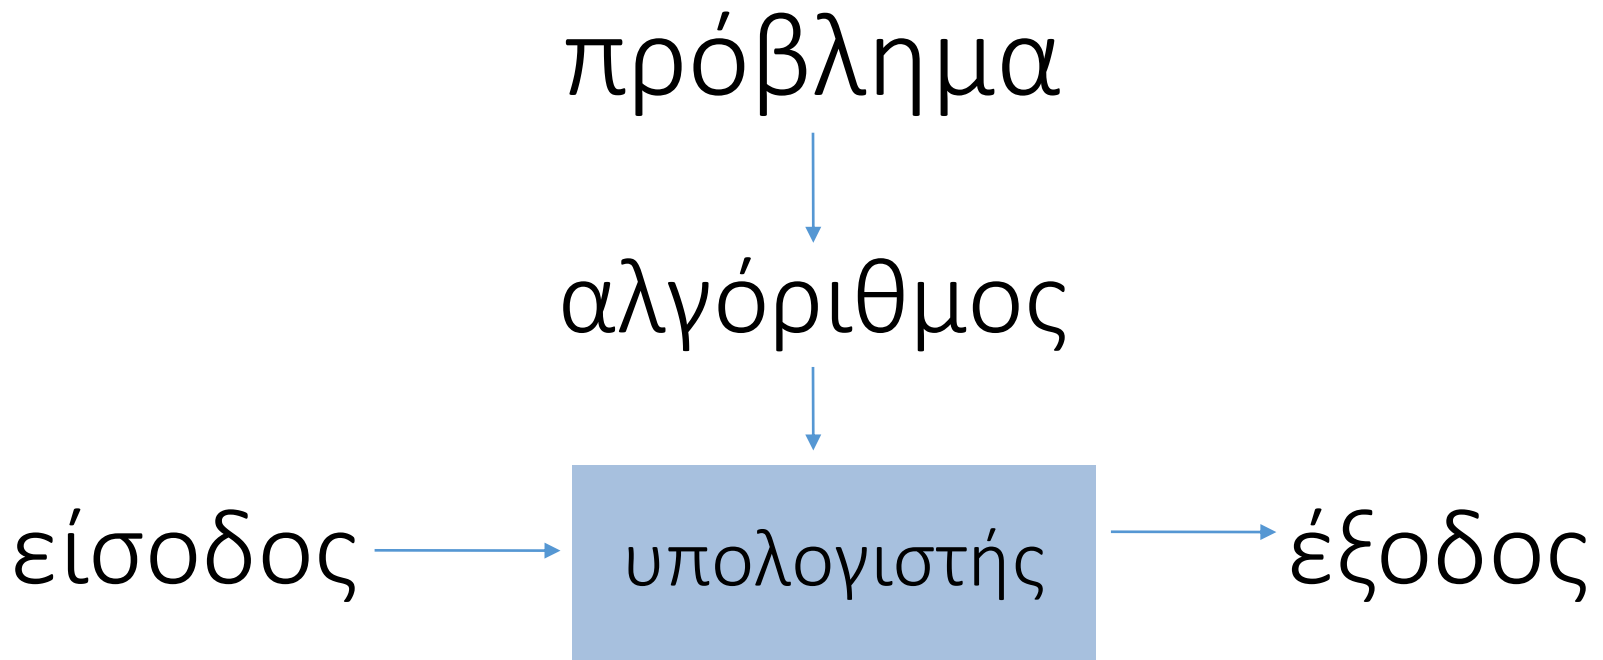 πρόβλημα
αλγόριθμος
είσοδος
υπολογιστής
έξοδος